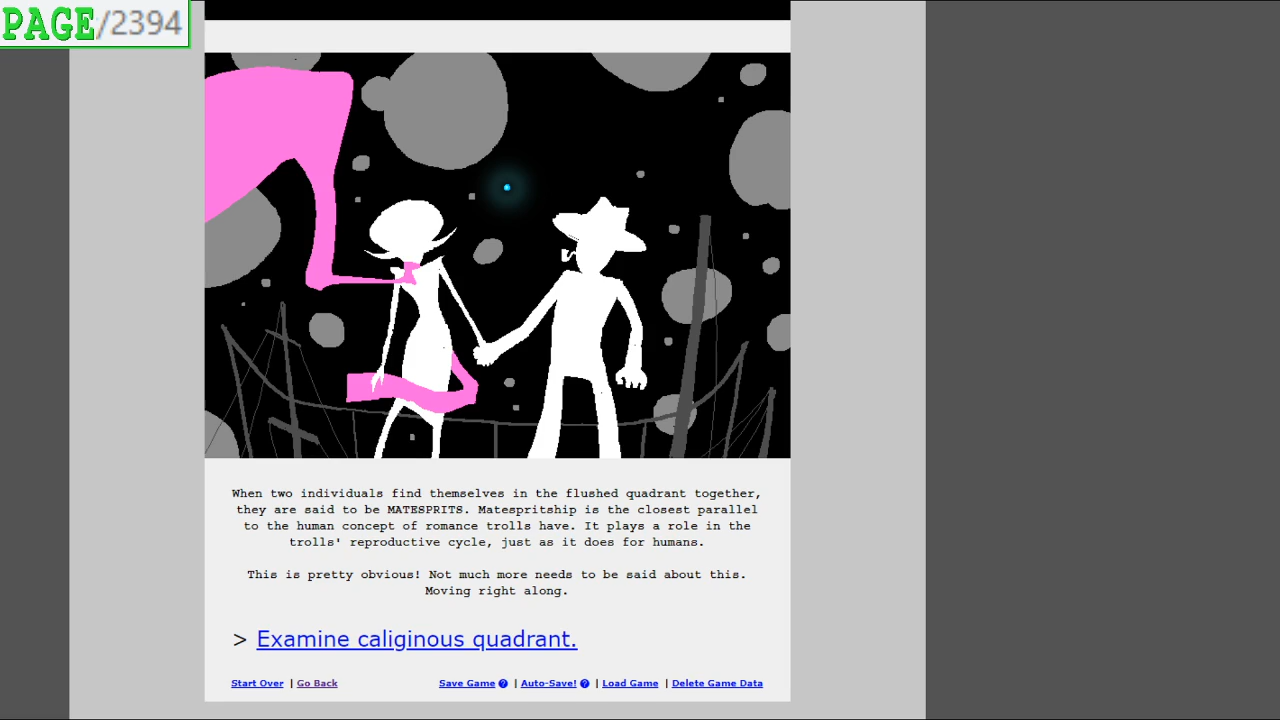 PAGE/2394
When two individuals find themselves in the flushed quadrant together,
they are said to be MATESPRITS. Matespritship is the closest parallel
to the human concept of romance trolls have. It plays a role in the
trolls' reproductive cycle, just as it does for humans.
This is pretty obvious! Not much more needs to be said about this.
Moving right along.
> Examine caliginous quadrant.
Start Over | Go Back Save Game ? | Auto-Save! ? | Load Game | Delete Game Data